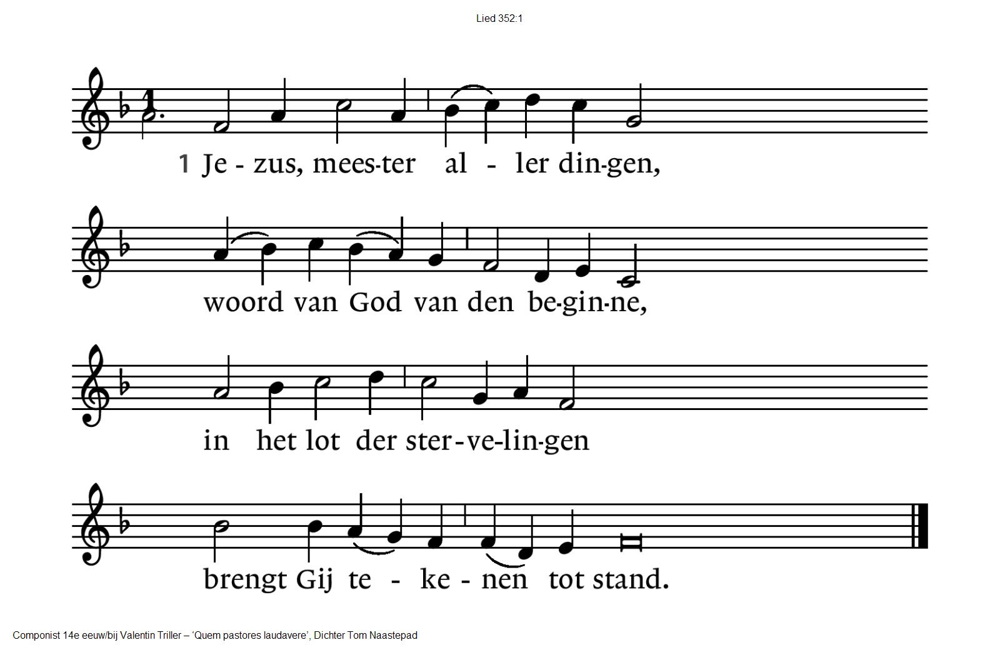 Lied 352:1
1
1 Je - zus, mees-ter al - ler din-gen,
woord van God van den be-gin-ne,
in het lot der ster-ve-lin-gen
brengt Gij te - ke - nen tot stand.
Componist 14e eeuw/bij Valentin Triller – ‘Quem pastores laudavere’, Dichter Tom Naastepad